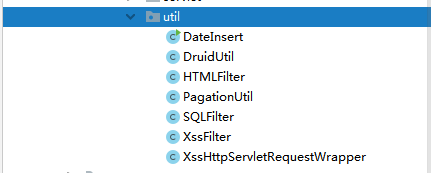 util
DateInsert
DruidUtil
HTMLFilter
PagationUtil
SQLFilter
XssFilter
XssHttpServletRequestWrapper